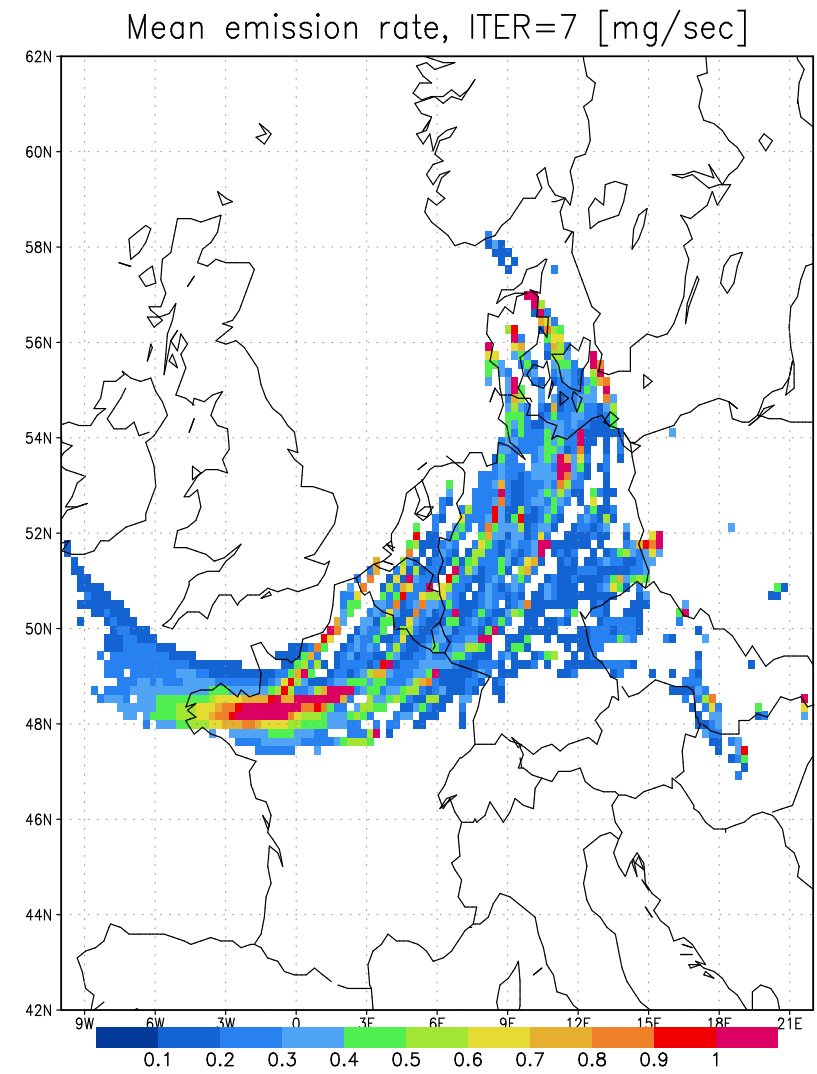 Mean emission rate, ITER=7 [mg/sec]
62N
60N
58N
56N
54N
52N
50N
48N
46N
44N
42N
9W 6W 3W 0 3E 6E 9E 12E 15E 18E 21E
0.1 0.2 0.3 0.4 0.5 0.6 0.7 0.8 0.9 1